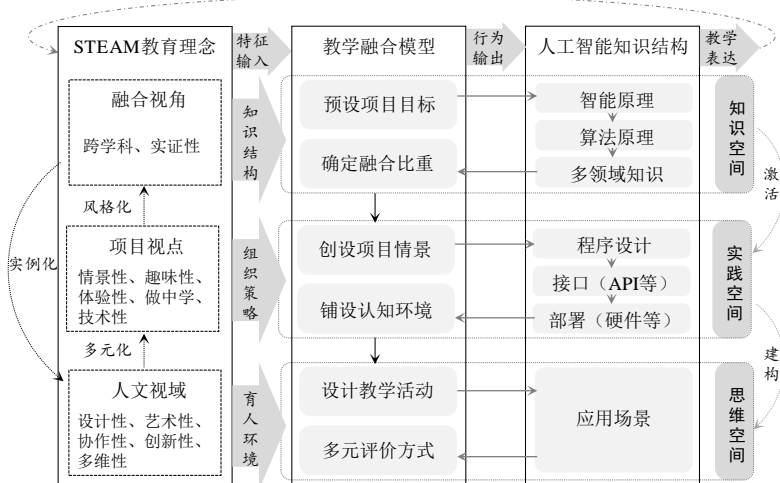 STEAM教育理念
特征
输入
教学融合模型
行为
输出
人工智能知识结构
教学
表达
融合视角
跨学科、实证性
知
识
结
构
预设项目目标
确定融合比重
智能原理
算法原理
多领域知识
知
识
空
间
激
活
风格化
实例化
项目视点
情景性、趣味性、
体验性、做中学、
技术性
组
织
策
略
创设项目情景
铺设认知环境
程序设计
接口（API等）
部署（硬件等）
实
践
空
间
建
构
多元化
人文视域
设计性、艺术性、
协作性、创新性、
多维性
育
人
环
境
设计教学活动
多元评价方式
应用场景
思
维
空
间